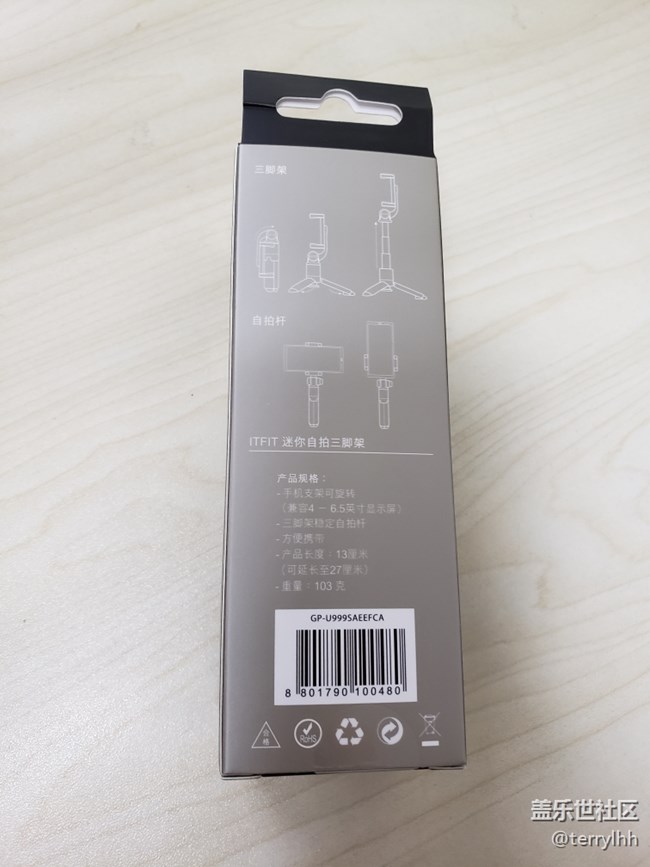 三脚架
自拍杆
ITFIT 迷你自拍三脚架
产品规格：
- 手机支架可旋转
（兼容4 － 6.5英寸显示屏）
- 三脚架稳定自拍杆
- 方便携带
- 产品长度：13厘米
（可延长至27厘米）
- 重量：103 克
GP-U999SAEEFCA
8 801790 100480
合格
RoHS
盖乐世社区
@terrylhh